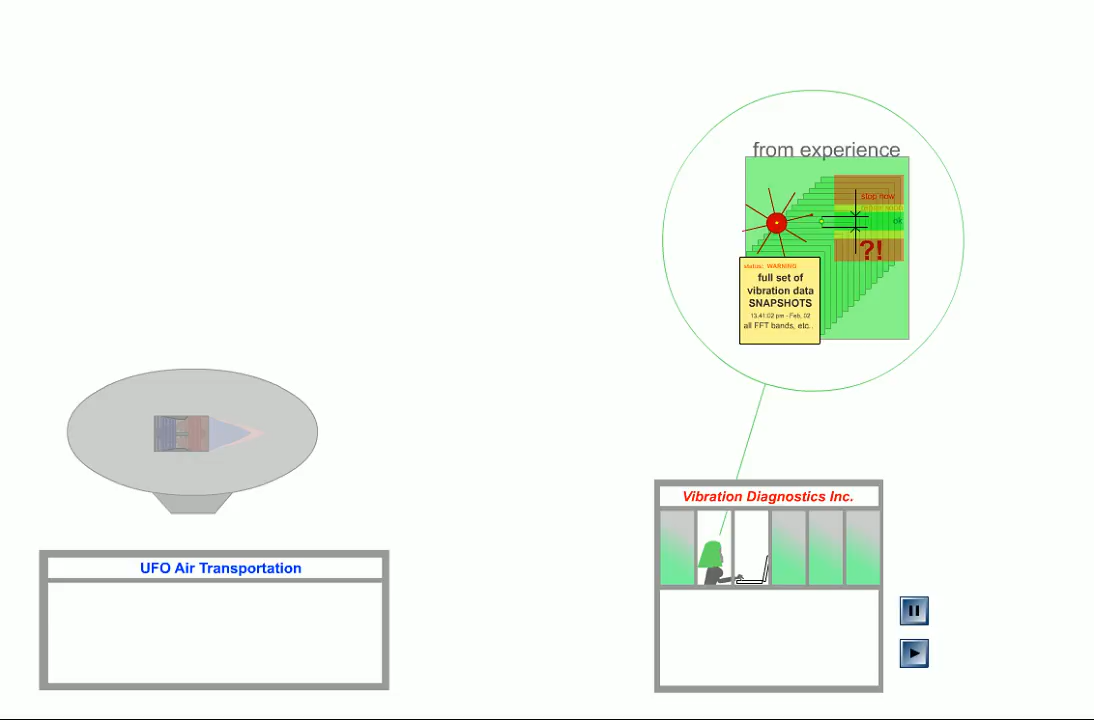 from experience
stop now
ok
?!
status: WARNING
full set of
vibration data
SNAPSHOTS
13.41:02 pm - Feb, 02
all FFT bands, etc..
Vibration Diagnostics Inc.
UFO Air Transportation